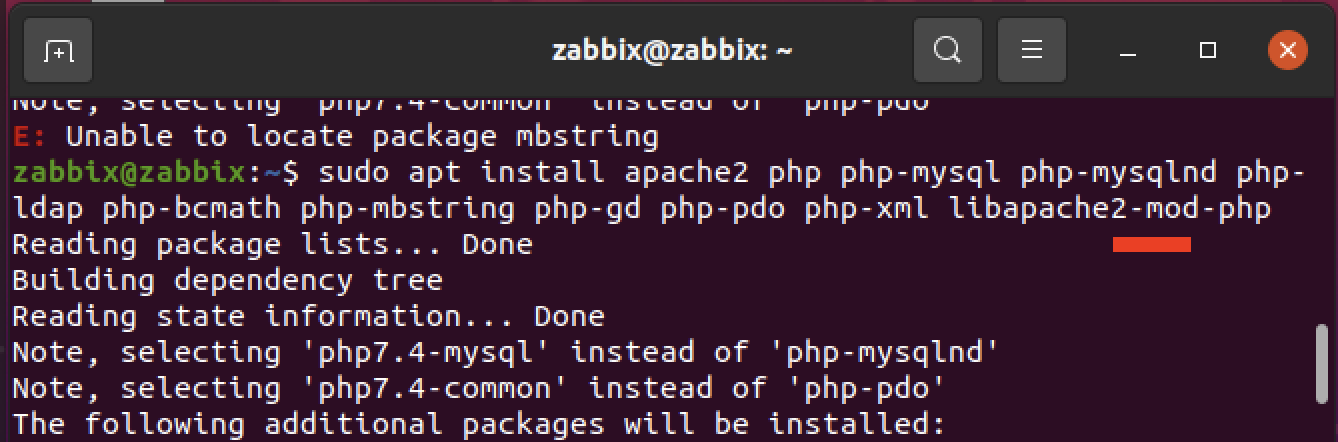 zabbix@zabbix: ~
Note, selecting 'php7.4-common' instead of 'php-pdo'
E: Unable to locate package mbstring
zabbix@zabbix:~$ sudo apt install apache2 php php-mysql php-mysqlnd php-
ldap php-bcmath php-mbstring php-gd php-pdo php-xml libapache2-mod-php
Reading package lists... Done
Building dependency tree
Reading state information... Done
Note, selecting 'php7.4-mysql' instead of 'php-mysqlnd'
Note, selecting 'php7.4-common' instead of 'php-pdo'
The following additional packages will be installed: